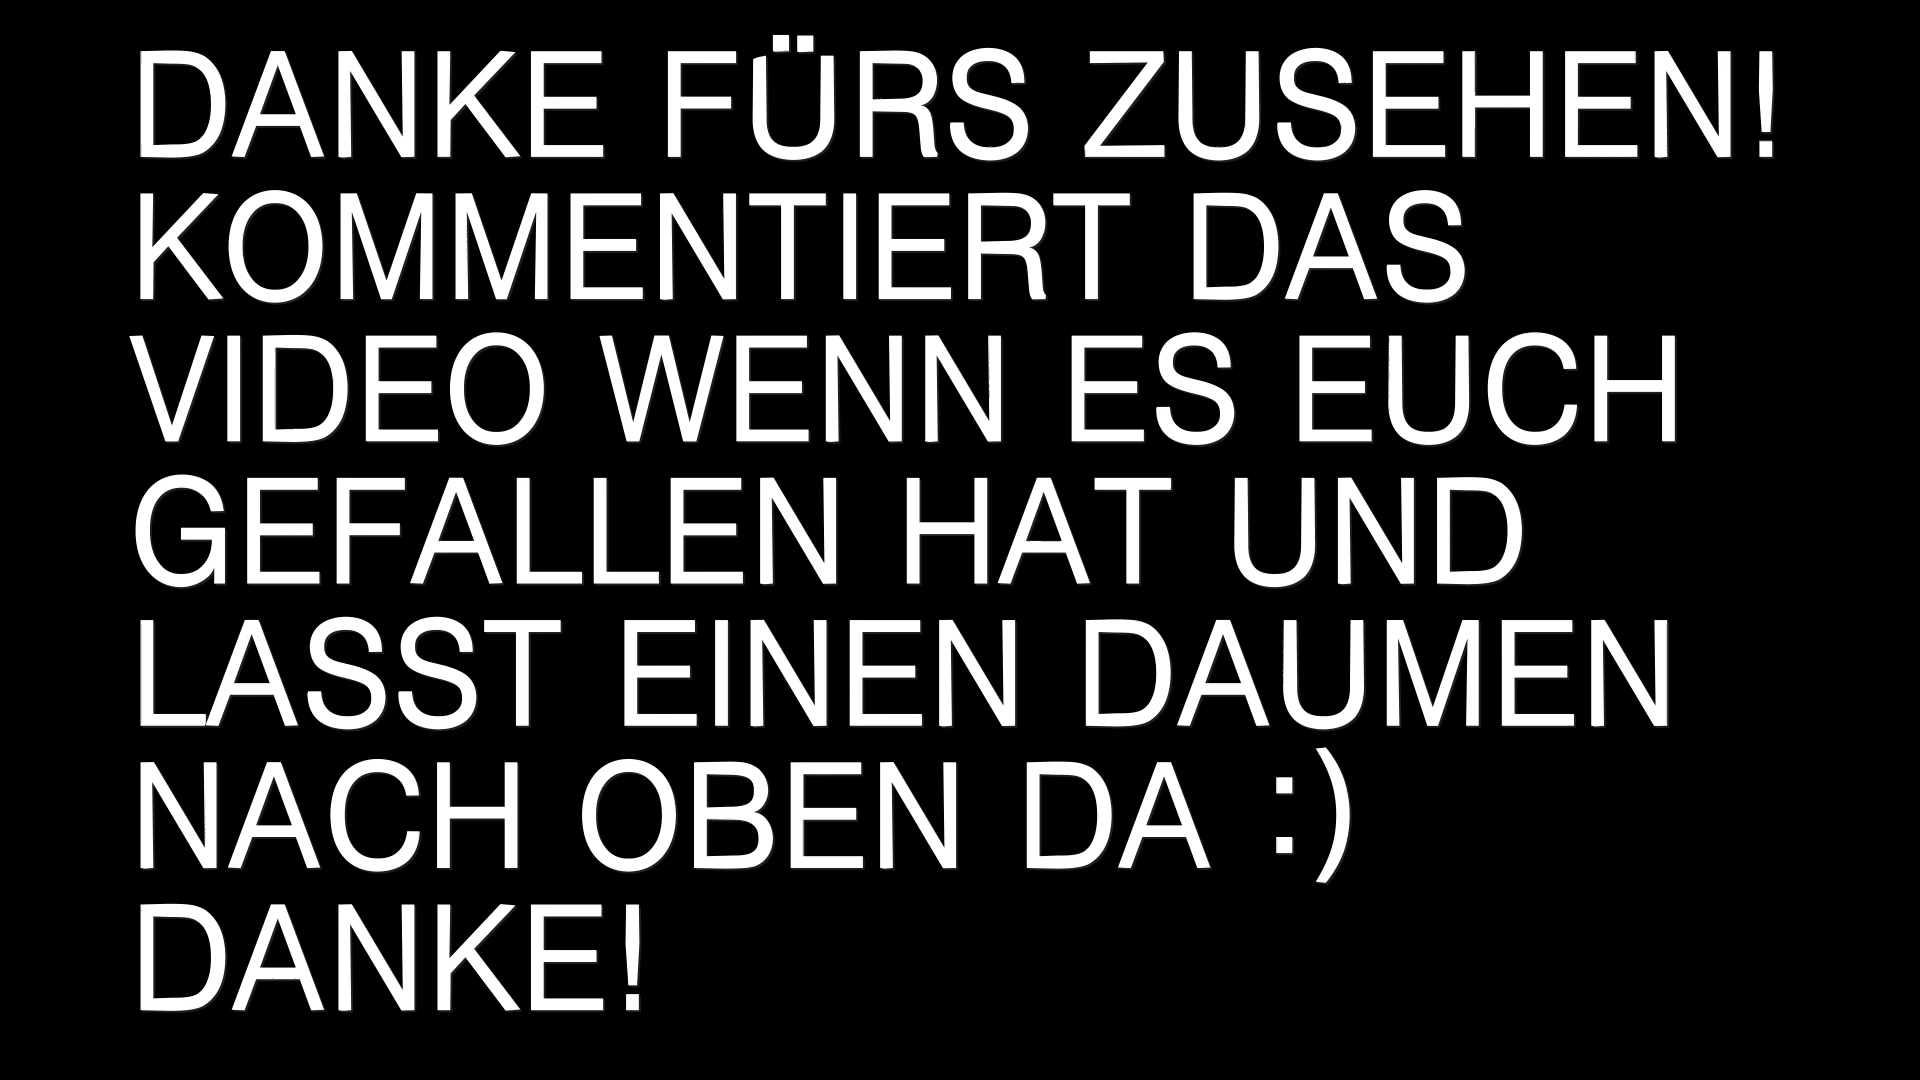 DANKE FÜRS ZUSEHEN!
KOMMENTIERT DAS
VIDEO WENN ES EUCH
GEFALLEN HAT UND
LASST EINEN DAUMEN
NACH OBEN DA :)
DANKE!